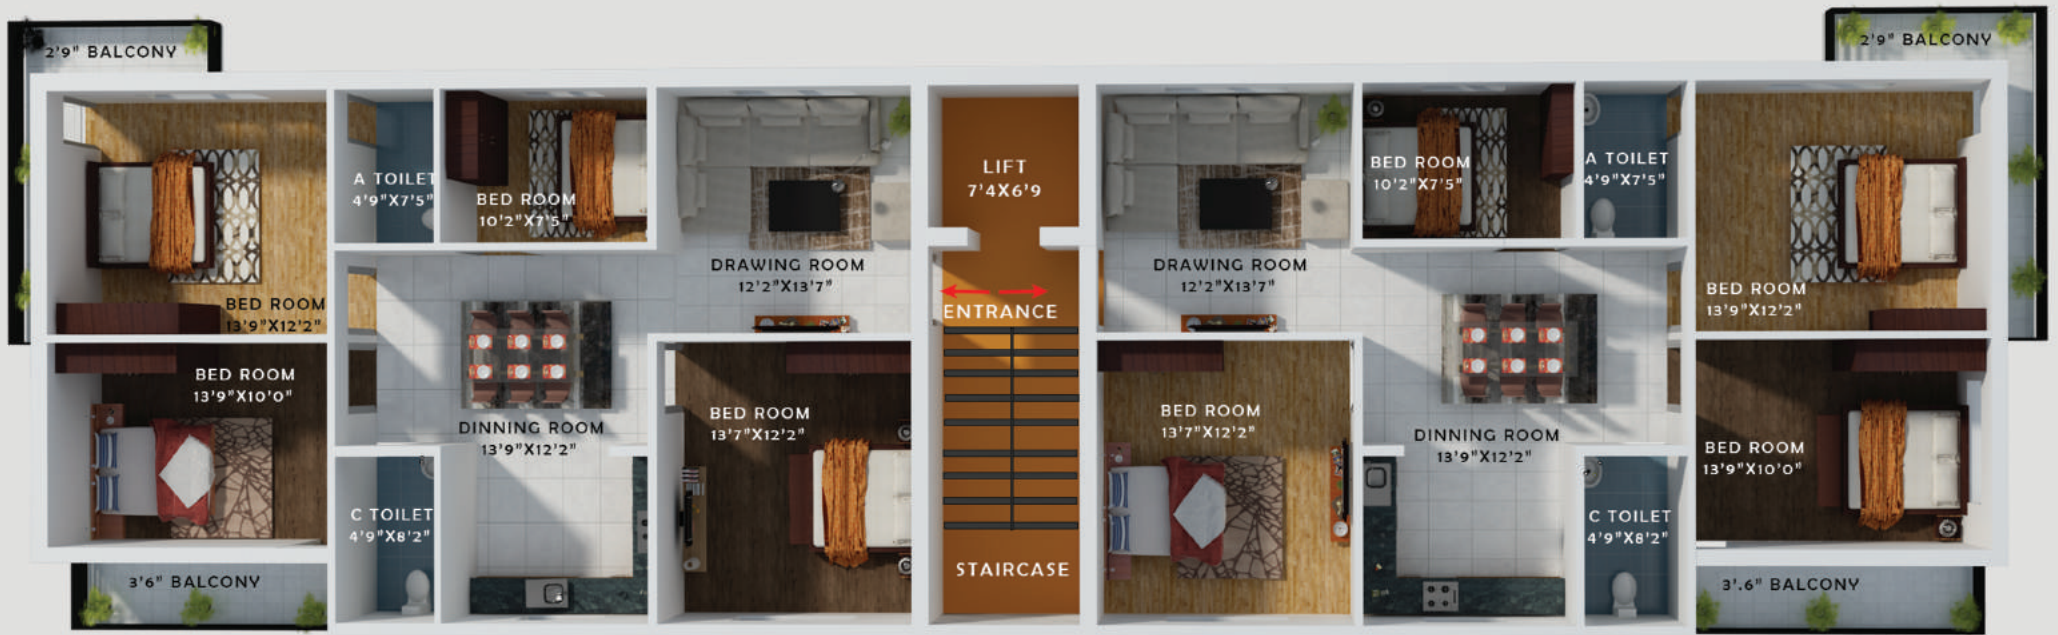 2'9" BALCONY
2'9" BALCONY
A TOILET
4'9"X7'5"
BED ROOM
10'2"X7'5"
LIFT
7'4X6'9
BED ROOM
10'2"X7'5"
A TOILET
4'9"X7'5"
BED ROOM
13'9"X12'2"
DRAWING ROOM
12'2"X13'7"
ENTRANCE
DRAWING ROOM
12'2"X13'7"
BED ROOM
13'9"X12'2"
BED ROOM
13'9"X10'0"
DINNING ROOM
13'9"X12'2"
BED ROOM
13'7"X12'2"
BED ROOM
13'7"X12'2"
DINNING ROOM
13'9"X12'2"
BED ROOM
13'9"X10'0"
C TOILET
4'9"X8'2"
STAIRCASE
C TOILET
4'9"X8'2"
3'6" BALCONY
3'.6" BALCONY